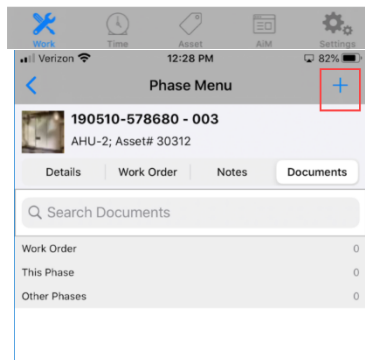 Work Time Asset AiM Settings
Verizon 12:28 PM 82%
Phase Menu
190510-578680 - 003
AHU-2; Asset# 30312
Details Work Order Notes Documents
Search Documents
Work Order 0
This Phase 0
Other Phases 0